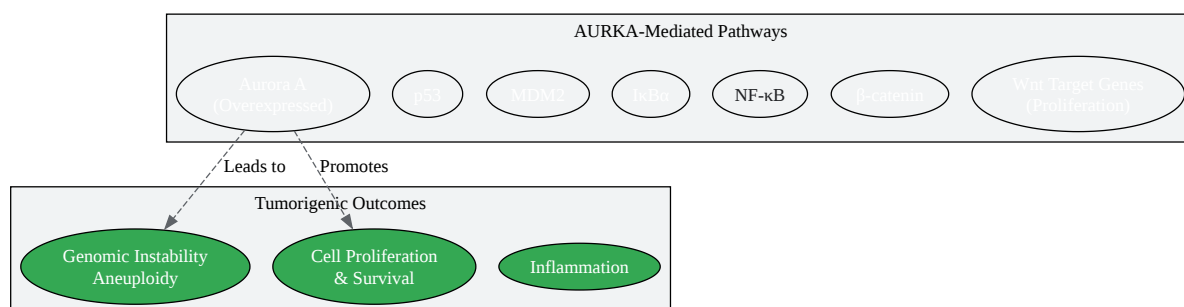 AURKA-Mediated Pathways
Aurora A
(Overexpressed)
p53
MDM2
IκBα
NF-κB
β-catenin
Wnt Target Genes
(Proliferation)
Leads to
Promotes
Tumorigenic Outcomes
Genomic Instability
Aneuploidy
Cell Proliferation
& Survival
Inflammation